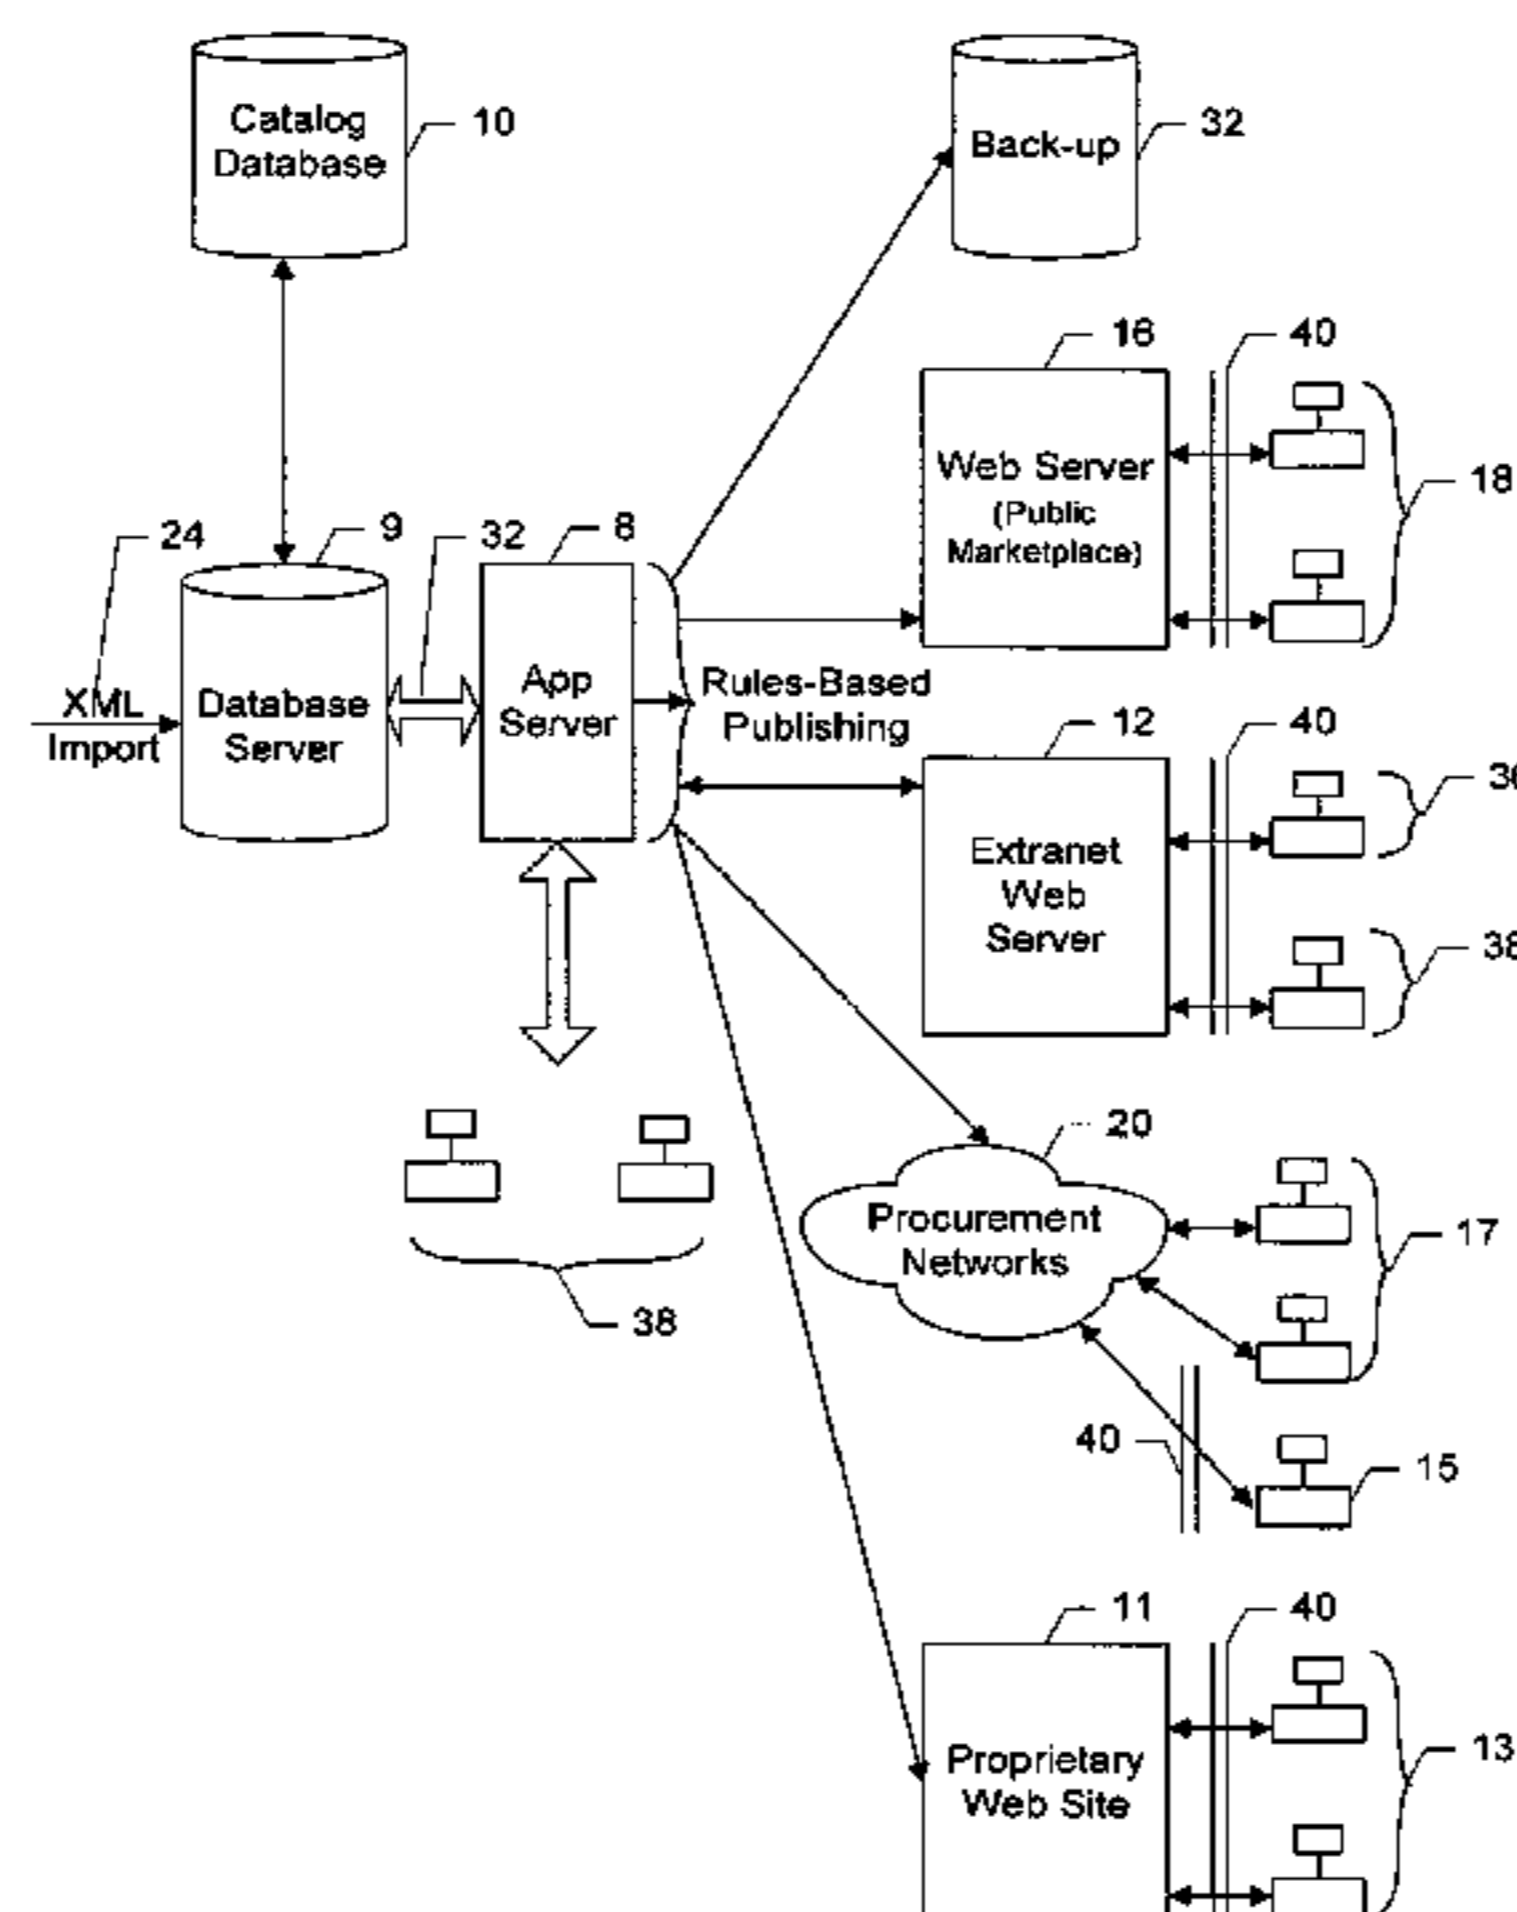 Catalog
Database
10
Back-up
32
16
40
Web Server
(Public
Marketplace)
18
24
9
32
8
XML
Import
Database
Server
App
Server
Rules-Based
Publishing
12
40
36
Extranet
Web
Server
38
20
Procurement
Networks
17
38
40
15
11
40
Proprietary
Web Site
13